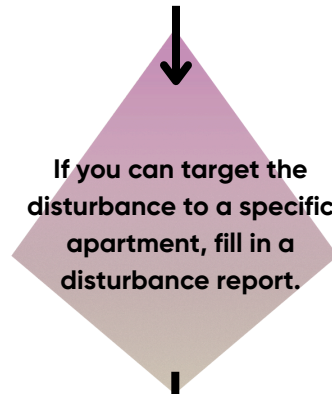 If you can target the
disturbance to a specific
apartment, fill in a
disturbance report.